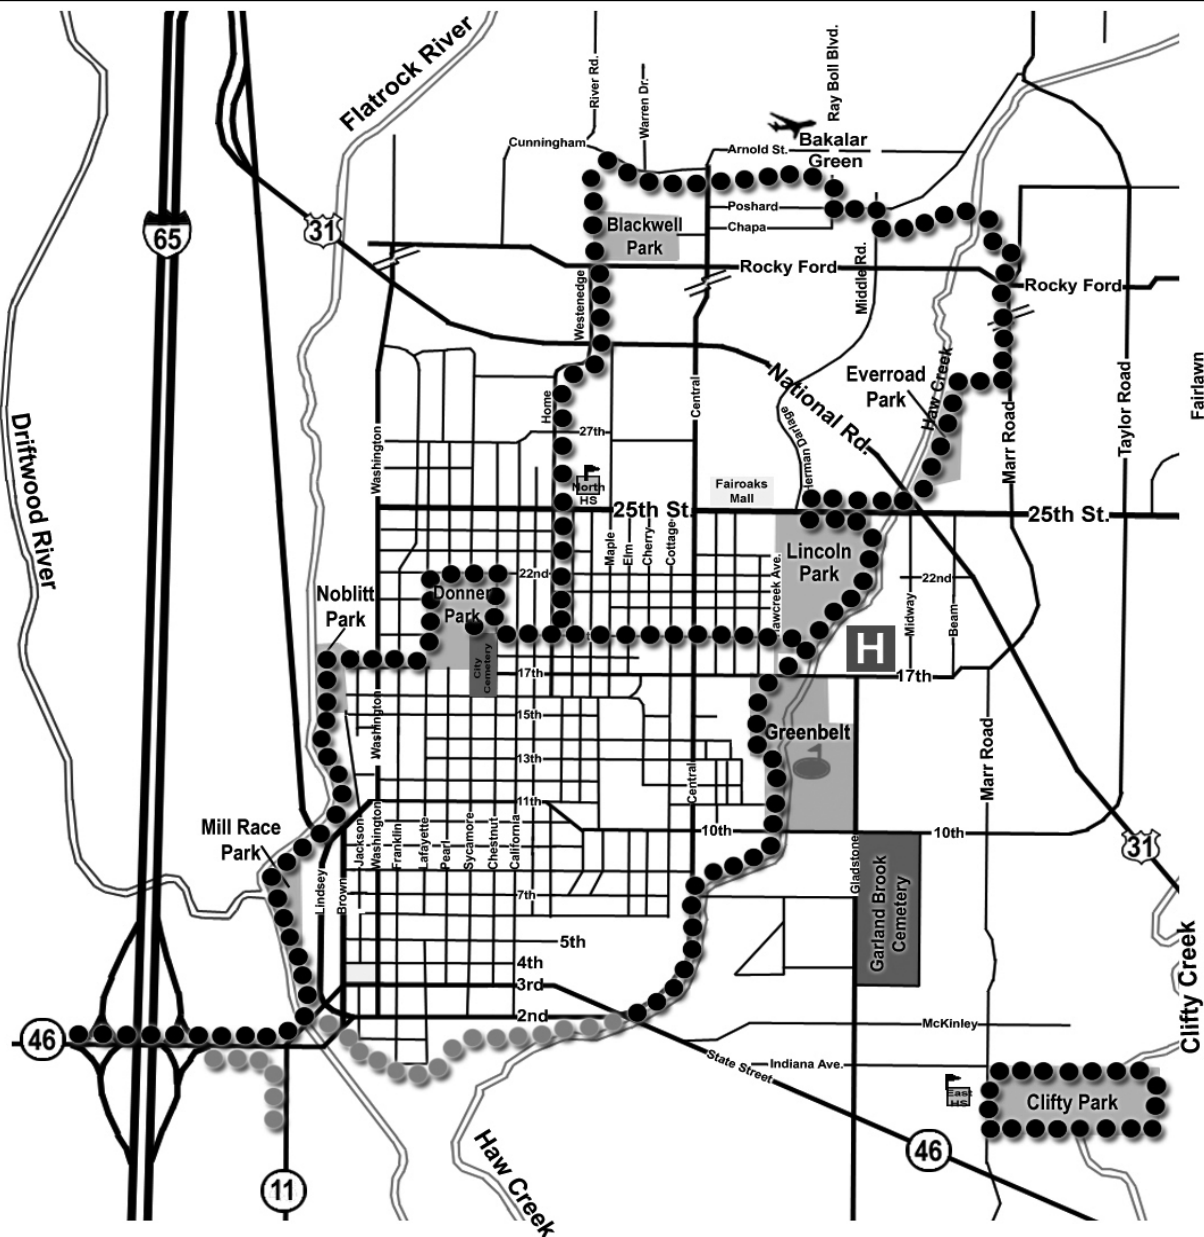 Flatrock River
River Rd.
Warren Dr.
Ray Boll Blvd.
Cunningham
Arnold St.
Bakalar
Green
Poshard
Chapa
31
65
Blackwell
Park
Rocky Ford
Rocky Ford
Middle Rd.
Westenedge
Driftwood River
Everroad
Park
Haw Creek
National Rd.
Herman Darlage
Central
Home
27th
Washington
Marr Road
Taylor Road
Fairlawn
North
HS
25th St.
Fairoaks
Mall
25th St.
Maple
Elm
Cherry
Cottage
Lincoln
Park
Hawcreek Ave.
22nd
22nd
Midway
Beam
Noblitt
Park
Donner
Park
H
City
Cemetery
17th
17th
Washington
15th
Greenbelt
13th
Central
Marr Road
11th
10th
10th
Mill Race
Park
31
Jackson
Washington
Franklin
Lafayette
Pearl
Sycamore
Chestnut
California
Lindsey
Brown
Gladstone
7th
Garland Brook
Cemetery
5th
4th
3rd
2nd
Clifty Creek
McKinley
46
State Street
Indiana Ave.
East
HS
Clifty Park
46
11
Haw Creek